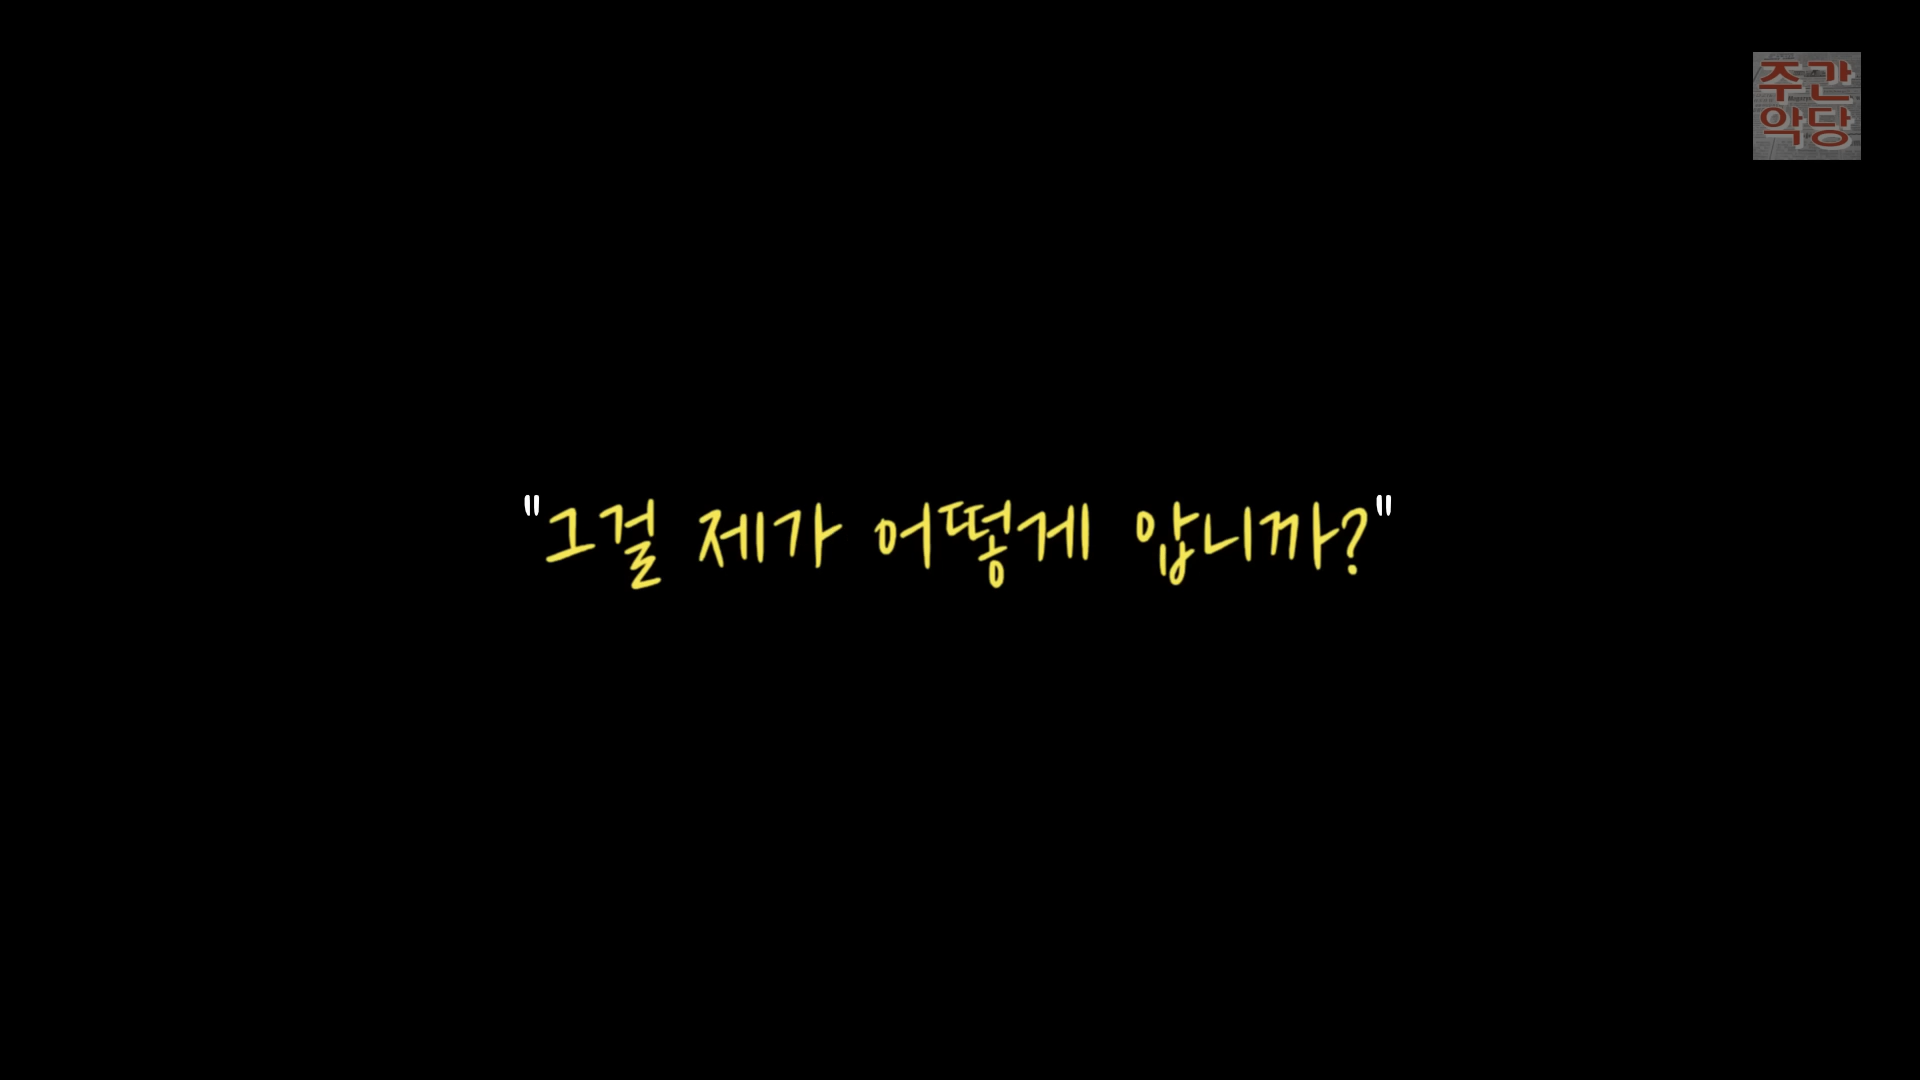 주간
악당
"그걸 제가 어떻게 압니까?"